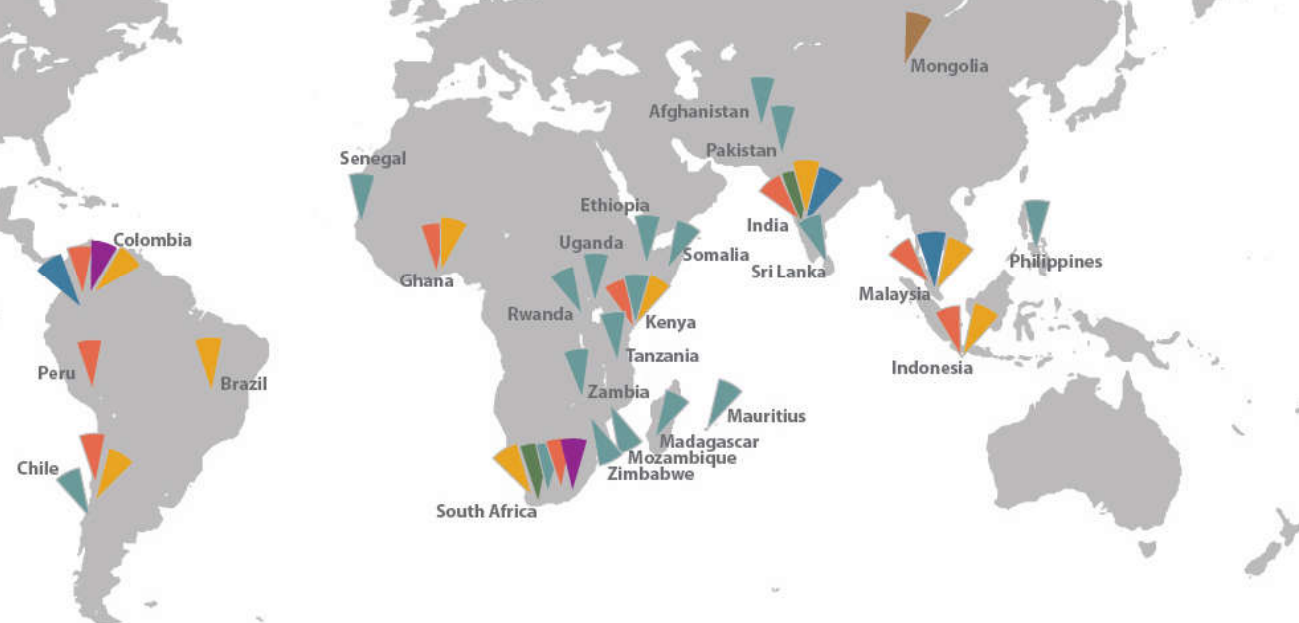 Mongolia
Afghanistan
Pakistan
Senegal
Ethiopia
India
Colombia
Uganda
Somalia
Sri Lanka
Philippines
Ghana
Malaysia
Rwanda
Kenya
Tanzania
Indonesia
Peru
Brazil
Zambia
Mauritius
Madagascar
Mozambique
Chile
Zimbabwe
South Africa